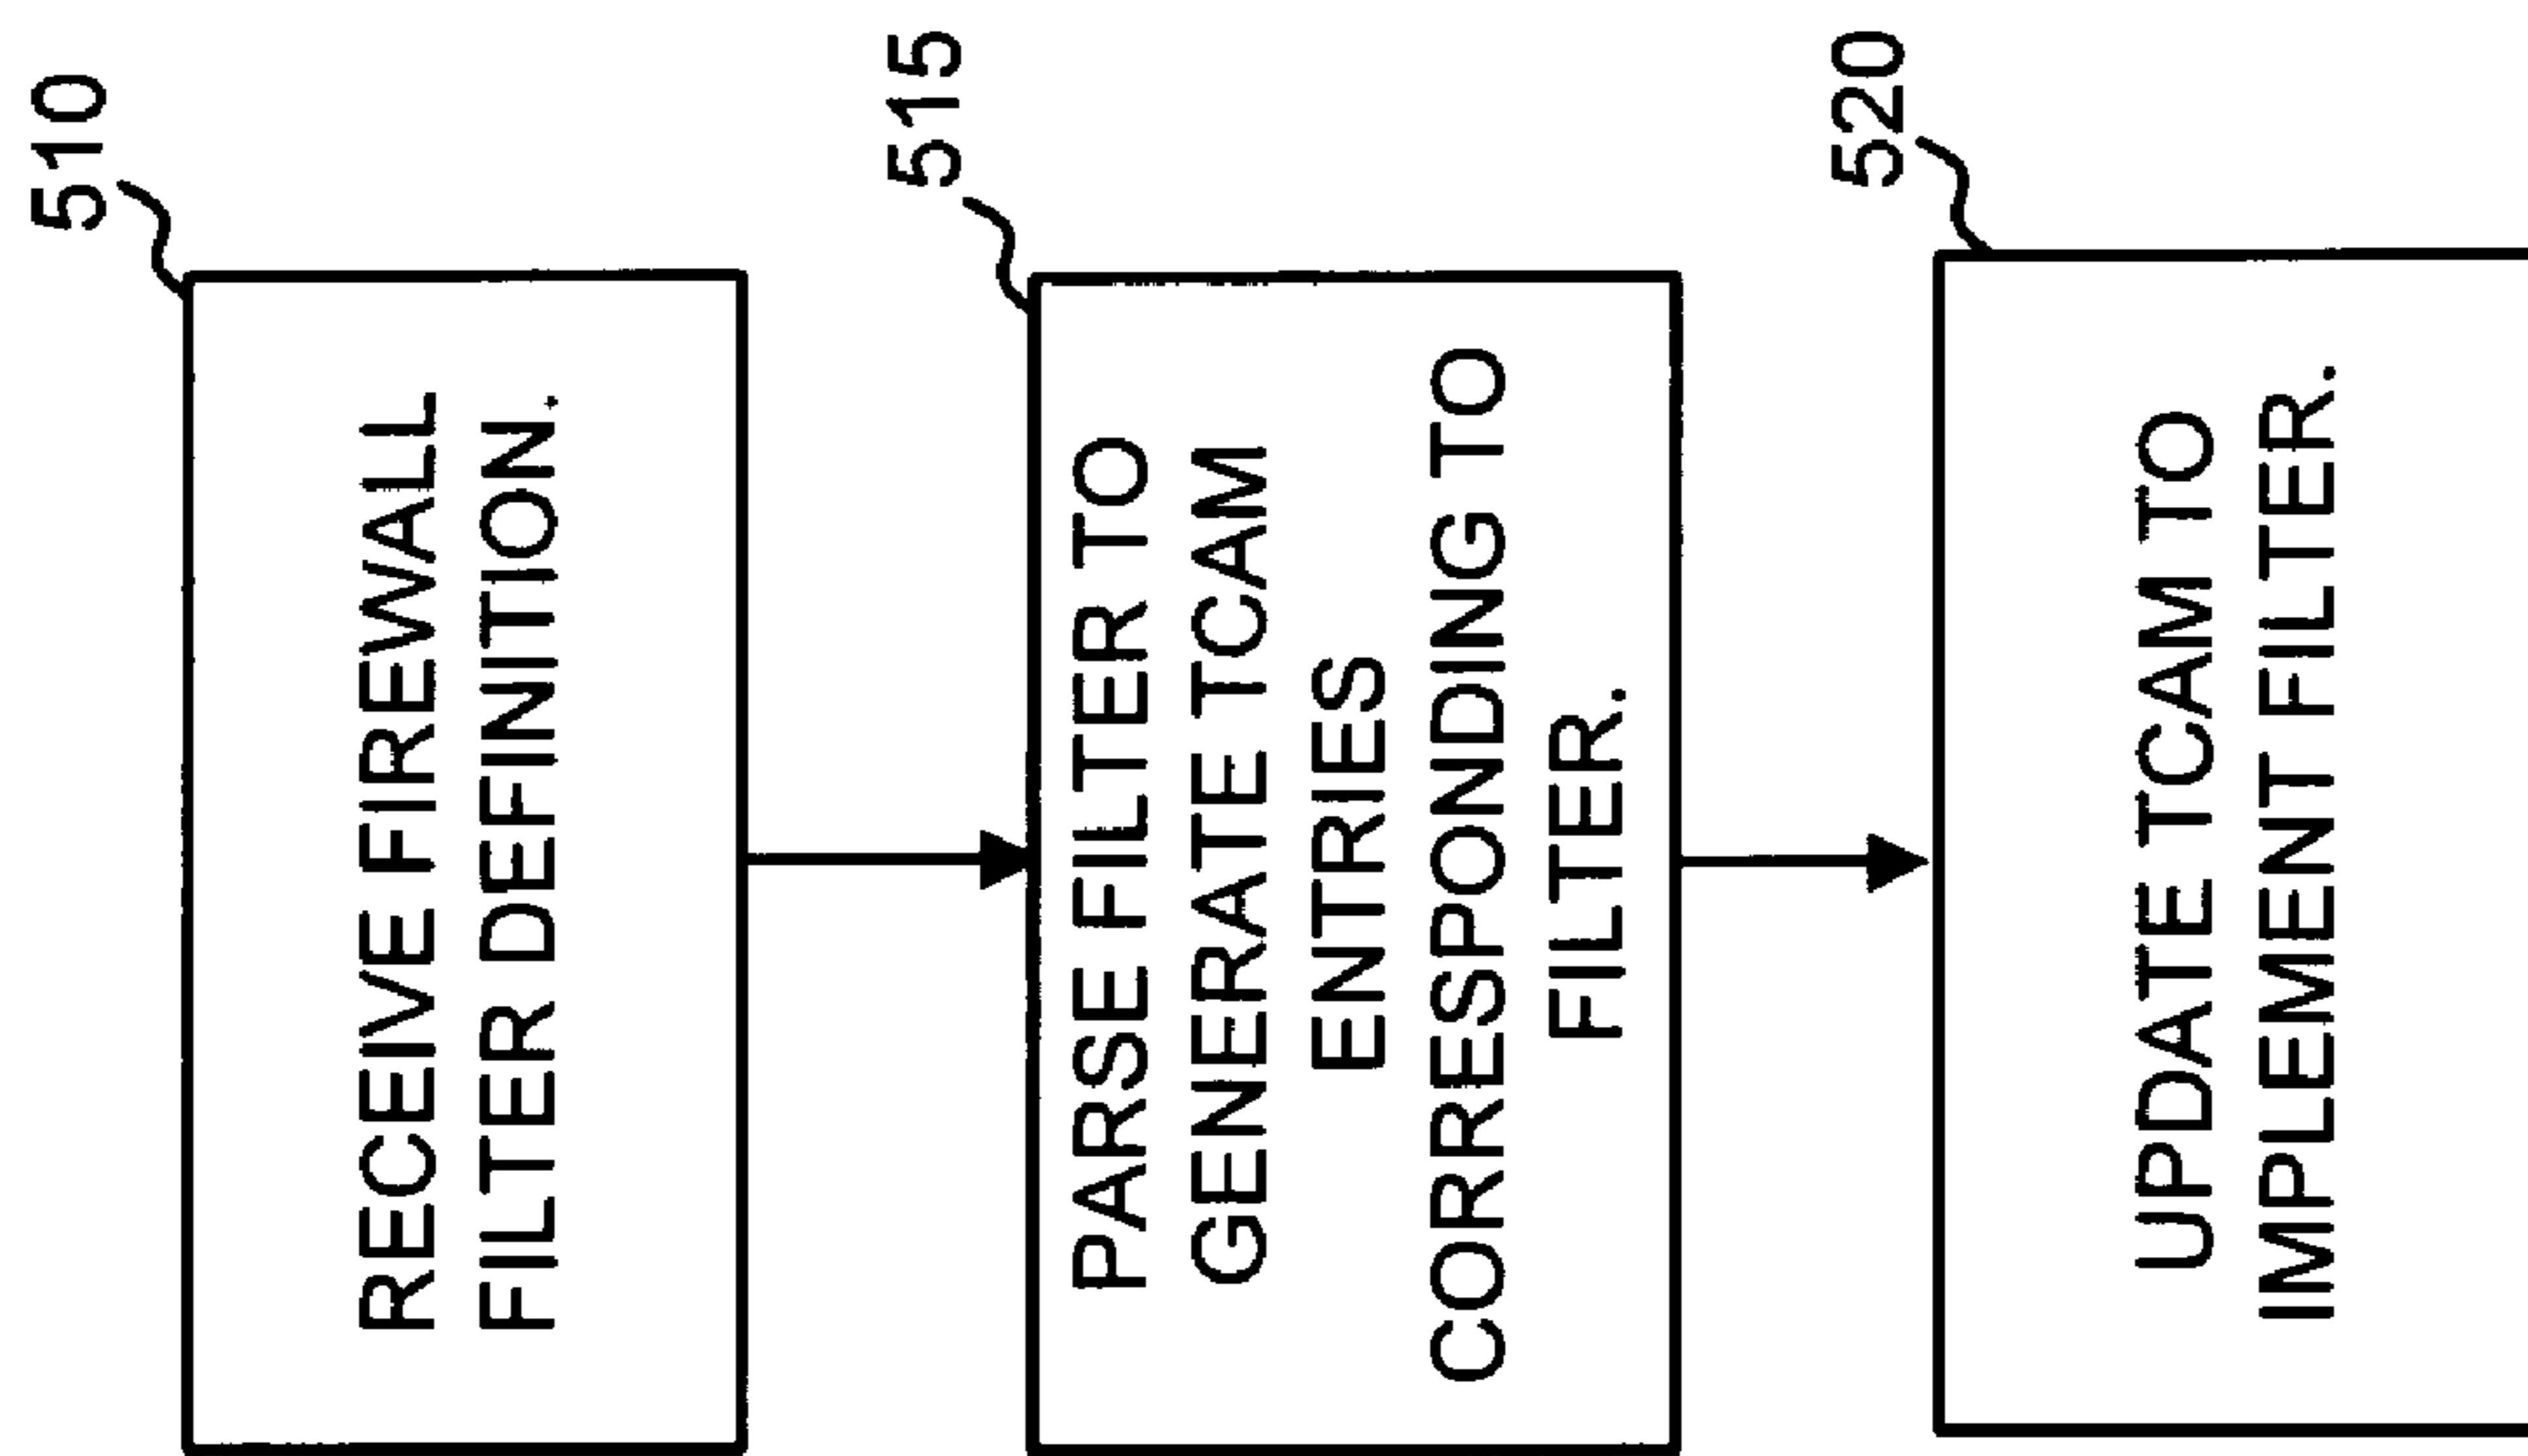 510
RECEIVE FIREWALL
FILTER DEFINITION.
515
PARSE FILTER TO
GENERATE TCAM
ENTRIES
CORRESPONDING TO
FILTER.
520
UPDATE TCAM TO
IMPLEMENT FILTER.